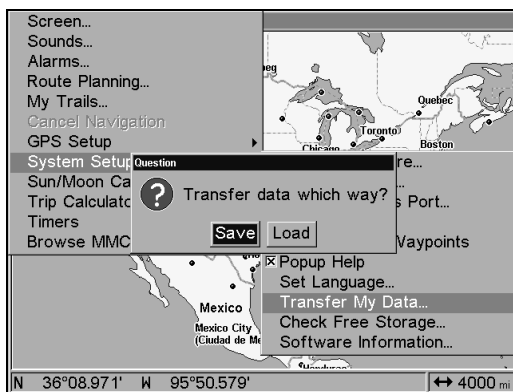 Screen...
Sounds...
Alarms...
Route Planning...
My Trails...
Cancel Navigation
GPS Setup
System Setup
Sun/Moon Ca
Trip Calculato
Timers
Browse MMC
eg
Quebec
Toronto
Boston
Chicago
Question
Transfer data which way?
Save Load
re...
...
s Port...
Waypoints
Popup Help
Set Language...
Transfer My Data...
Check Free Storage...
Software Information...
Mexico
Mexico City
(Ciudad de Me
Honduras
N 36°08.971' W 95°50.579' ↔ 4000 mi